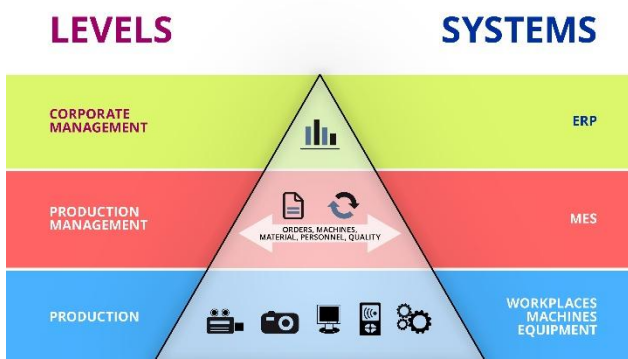 LEVELS
SYSTEMS
CORPORATE
MANAGEMENT
ERP
PRODUCTION
MANAGEMENT
ORDERS, MACHINES,
MATERIAL, PERSONNEL, QUALITY
MES
PRODUCTION
WORKPLACES
MACHINES
EQUIPMENT